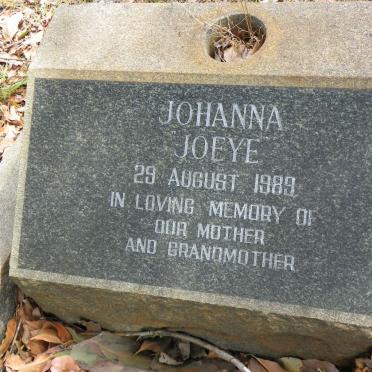 JOHANNA
JOEYE
29 AUGUST 1989
IN LOVING MEMORY OF
OUR MOTHER
AND GRANDMOTHER